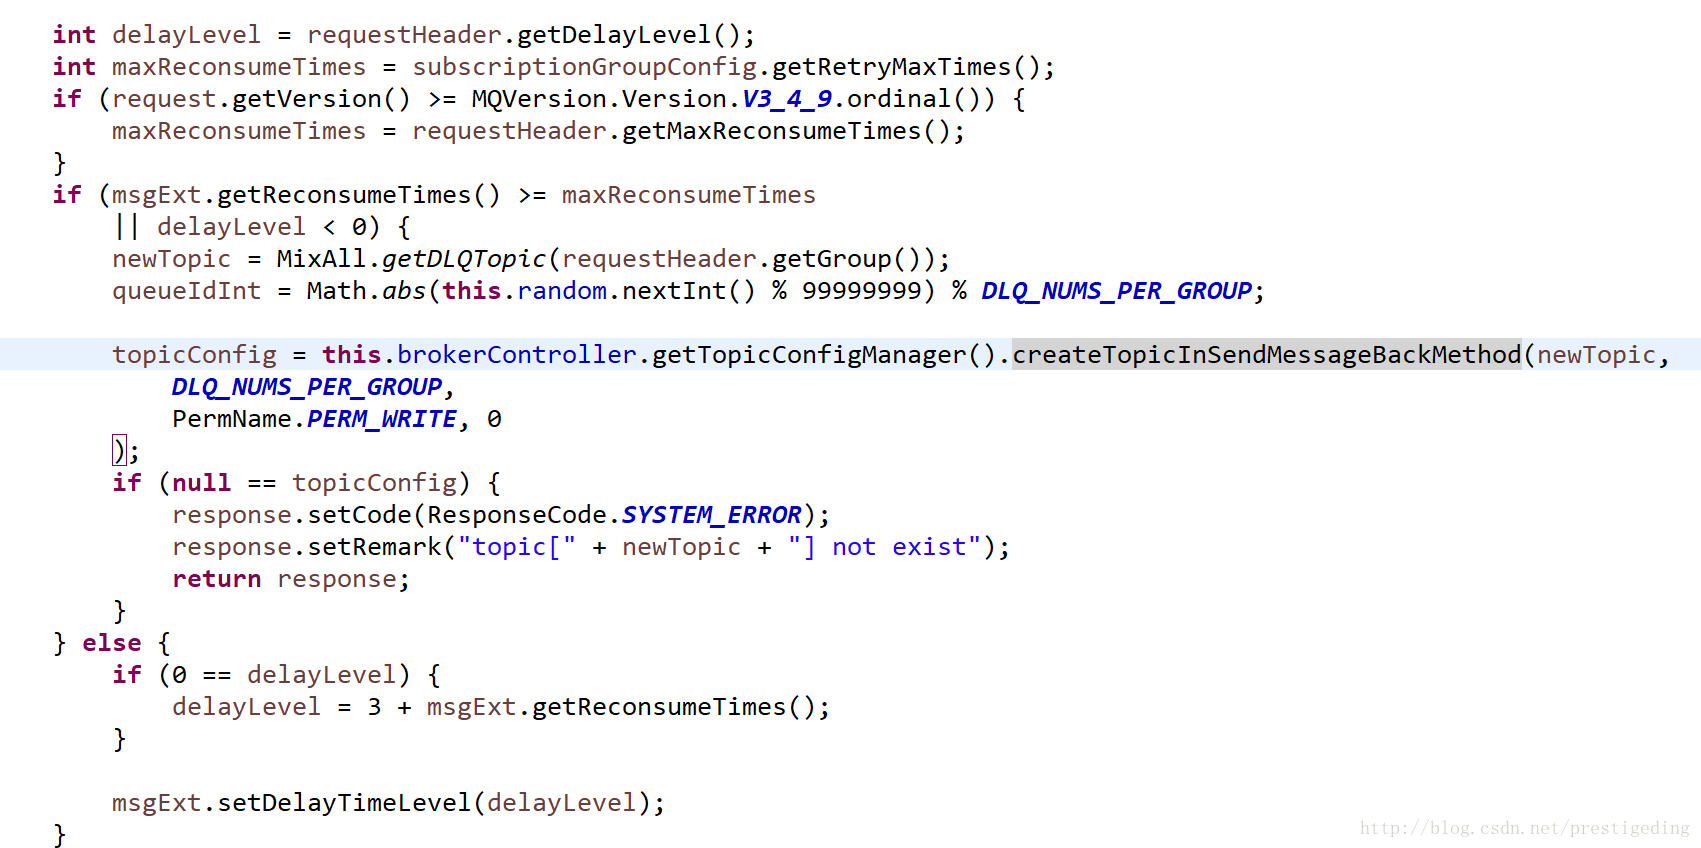 int delayLevel = requestHeader.getDelayLevel();
int maxReconsumeTimes = subscriptionGroupConfig.getRetryMaxTimes();
if (request.getVersion() >= MQVersion.Version.V3_4_9.ordinal()) {
    maxReconsumeTimes = requestHeader.getMaxReconsumeTimes();
}
if (msgExt.getReconsumeTimes() >= maxReconsumeTimes
    || delayLevel < 0) {
    newTopic = MixAll.getDLQTopic(requestHeader.getGroup());
    queueIdInt = Math.abs(this.random.nextInt() % 99999999) % DLQ_NUMS_PER_GROUP;

    topicConfig = this.brokerController.getTopicConfigManager().createTopicInSendMessageBackMethod(newTopic,
        DLQ_NUMS_PER_GROUP,
        PermName.PERM_WRITE, 0
    );
    if (null == topicConfig) {
        response.setCode(ResponseCode.SYSTEM_ERROR);
        response.setRemark("topic[" + newTopic + "] not exist");
        return response;
    }
} else {
    if (0 == delayLevel) {
        delayLevel = 3 + msgExt.getReconsumeTimes();
    }

    msgExt.setDelayTimeLevel(delayLevel);
}
http://blog.csdn.net/prestigeding